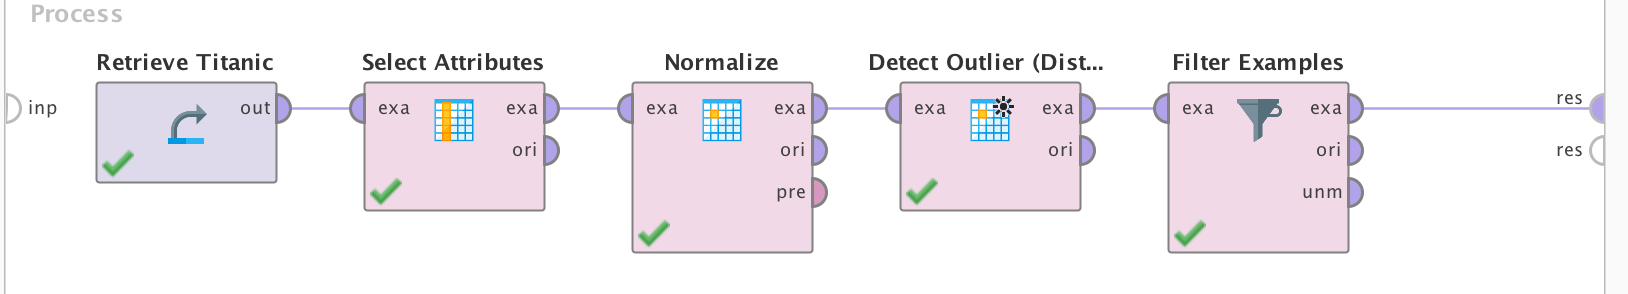 Process
Retrieve Titanic
Select Attributes
Normalize
Detect Outlier (Dist...
Filter Examples
inp
out
exa
exa
ori
exa
exa
ori
pre
exa
exa
ori
exa
exa
ori
unm
res
res